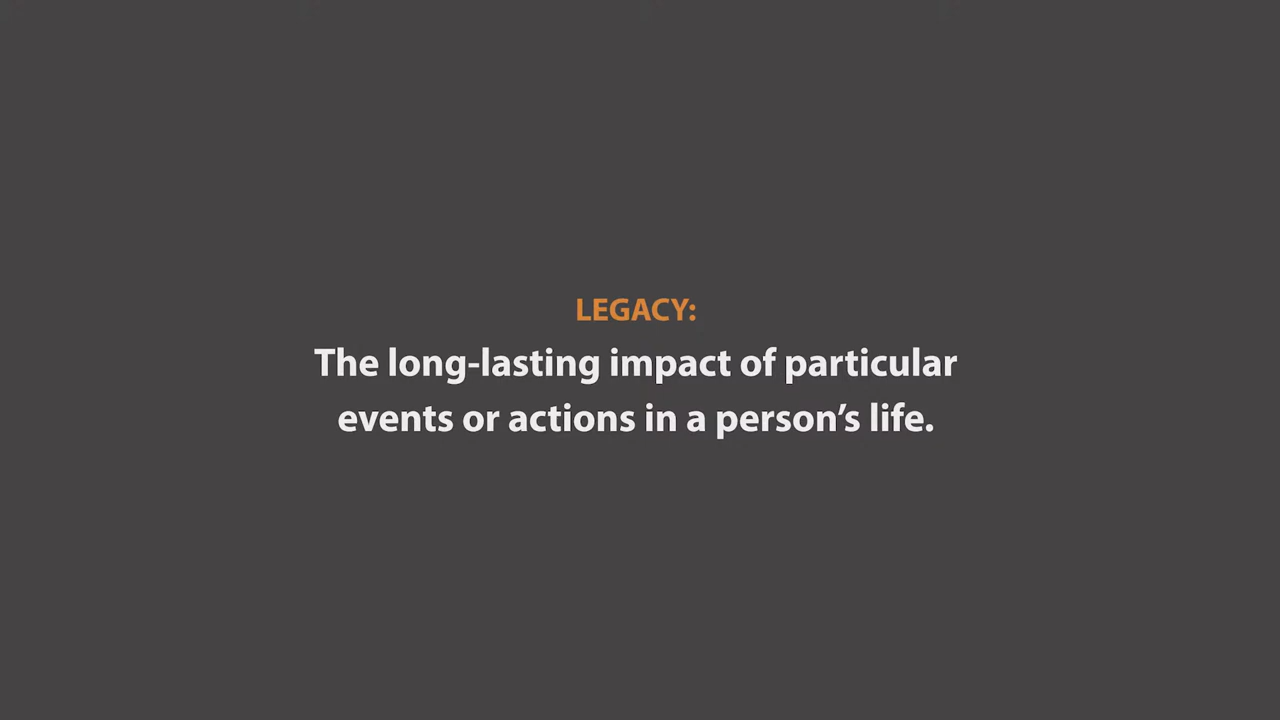 LEGACY:
The long-lasting impact of particular
events or actions in a person’s life.